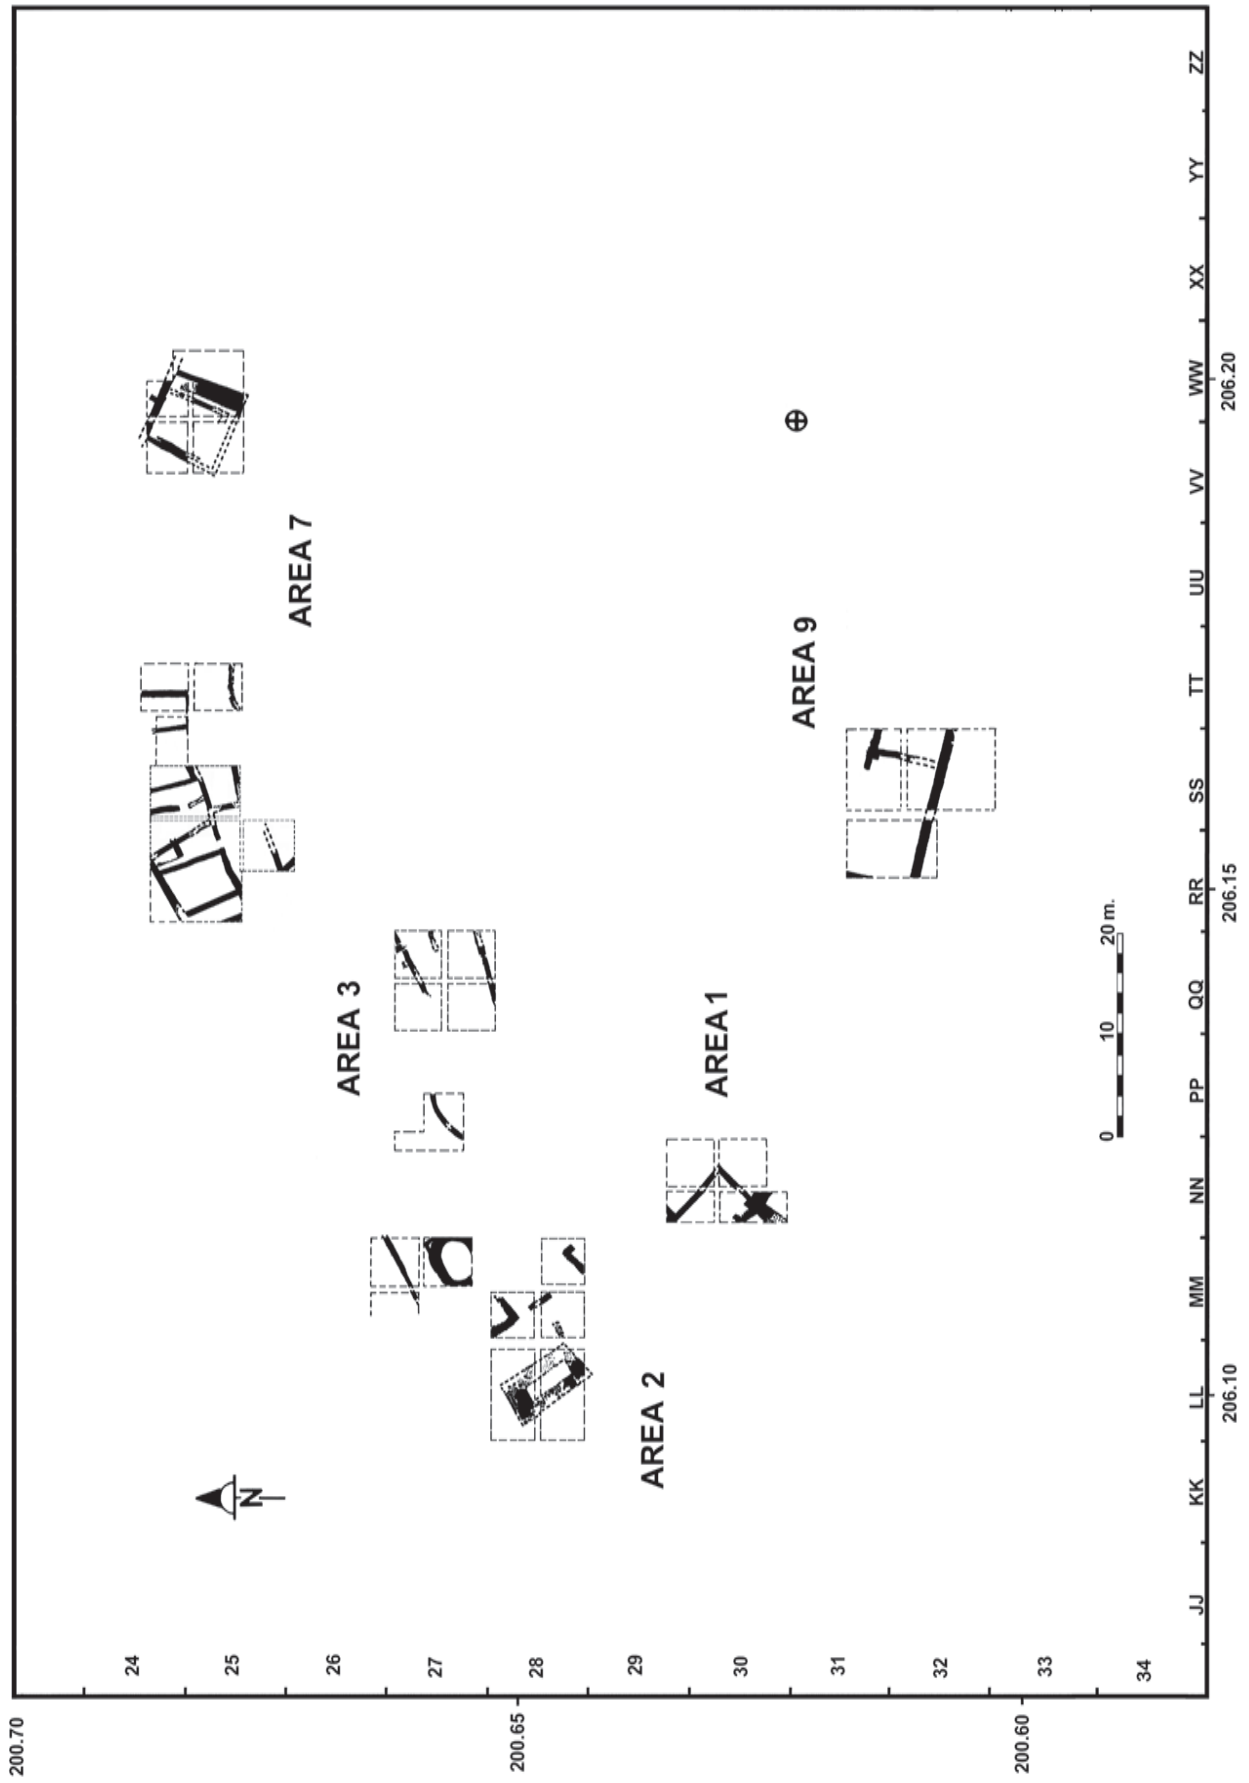 AREA 7
AREA 3
AREA 9
AREA 1
AREA 2
N
0 10 20 m.
24
25
26
27
28
29
30
31
32
33
34
200.70
200.65
200.60
JJ KK LL MM NN PP QQ RR SS TT UU VV WW XX YY ZZ
206.10 206.15 206.20